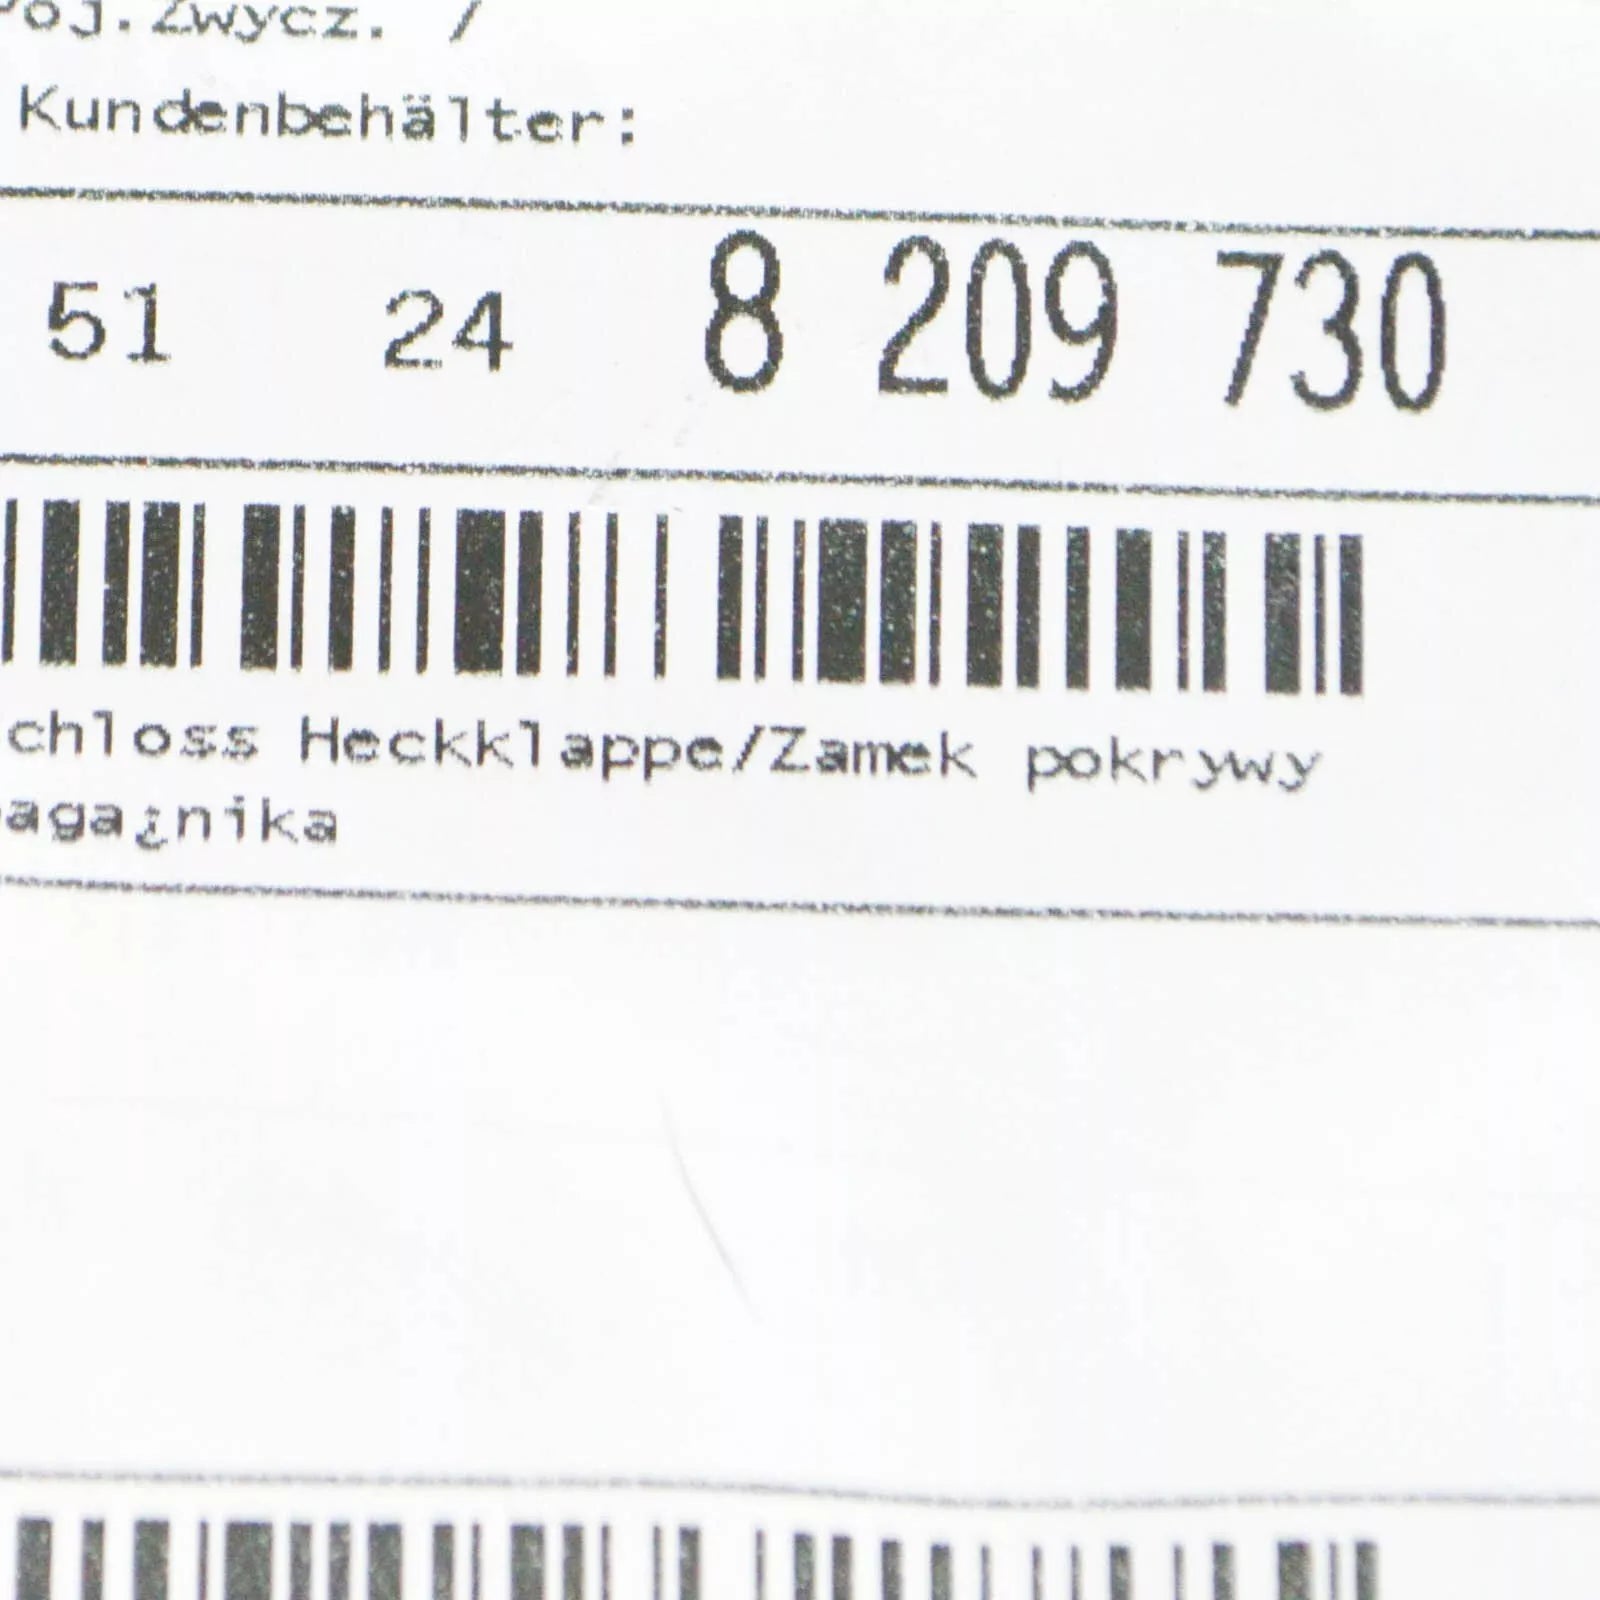 Poj.Zwycz. /
Kundenbehälter:
51 24 8 209 730
chloss Heckklappe/Zamek pokrywy
aga¿nika